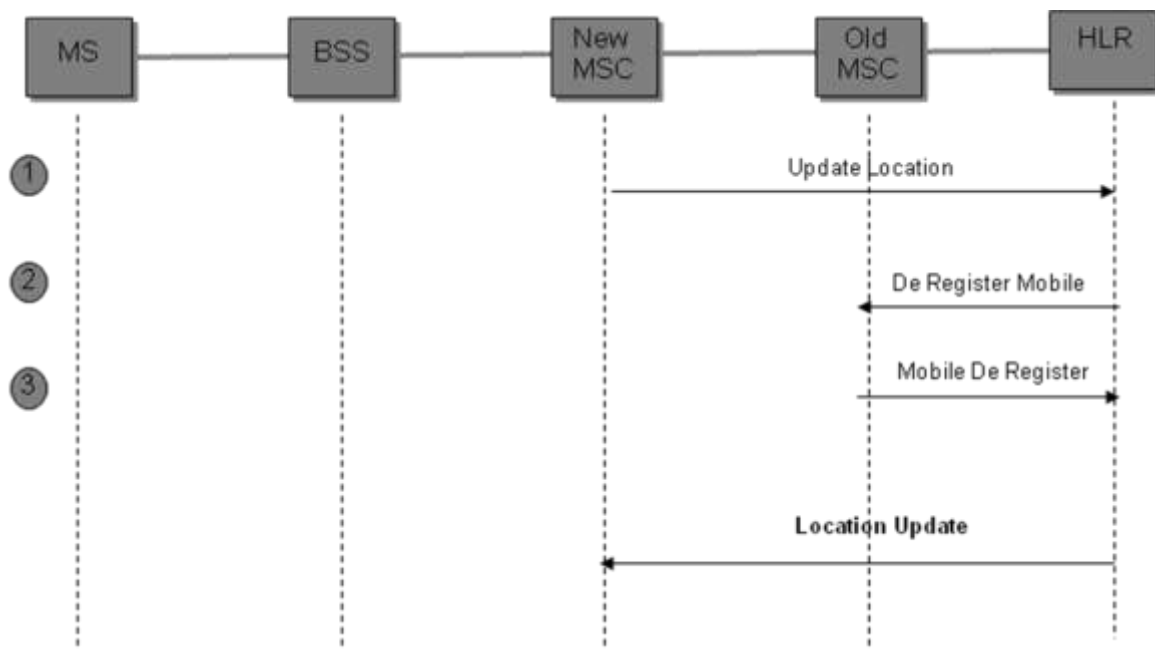 MS
BSS
New
MSC
Old
MSC
HLR
1
Update Location
2
De Register Mobile
3
Mobile De Register
Location Update